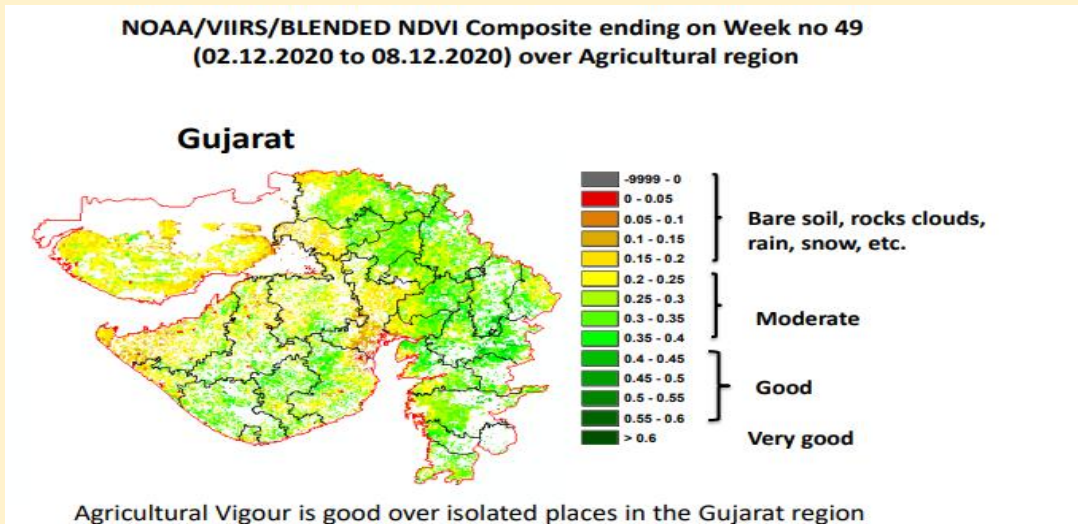 NOAA/VIIRS/BLENDED NDVI Composite ending on Week no 49
(02.12.2020 to 08.12.2020) over Agricultural region
Gujarat
-9999 - 0
0 - 0.05
0.05 - 0.1
0.1 - 0.15
0.15 - 0.2
0.2 - 0.25
0.25 - 0.3
0.3 - 0.35
0.35 - 0.4
0.4 - 0.45
0.45 - 0.5
0.5 - 0.55
0.55 - 0.6
> 0.6
Bare soil, rocks clouds,
rain, snow, etc.
Moderate
Good
Very good
Agricultural Vigour is good over isolated places in the Gujarat region